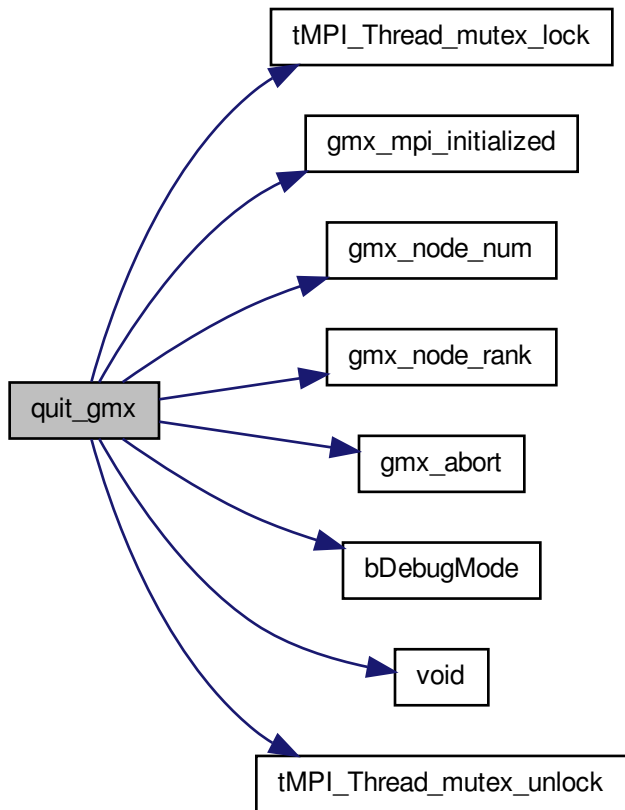 tMPI_Thread_mutex_lock
gmx_mpi_initialized
gmx_node_num
gmx_node_rank
quit_gmx
gmx_abort
bDebugMode
void
tMPI_Thread_mutex_unlock